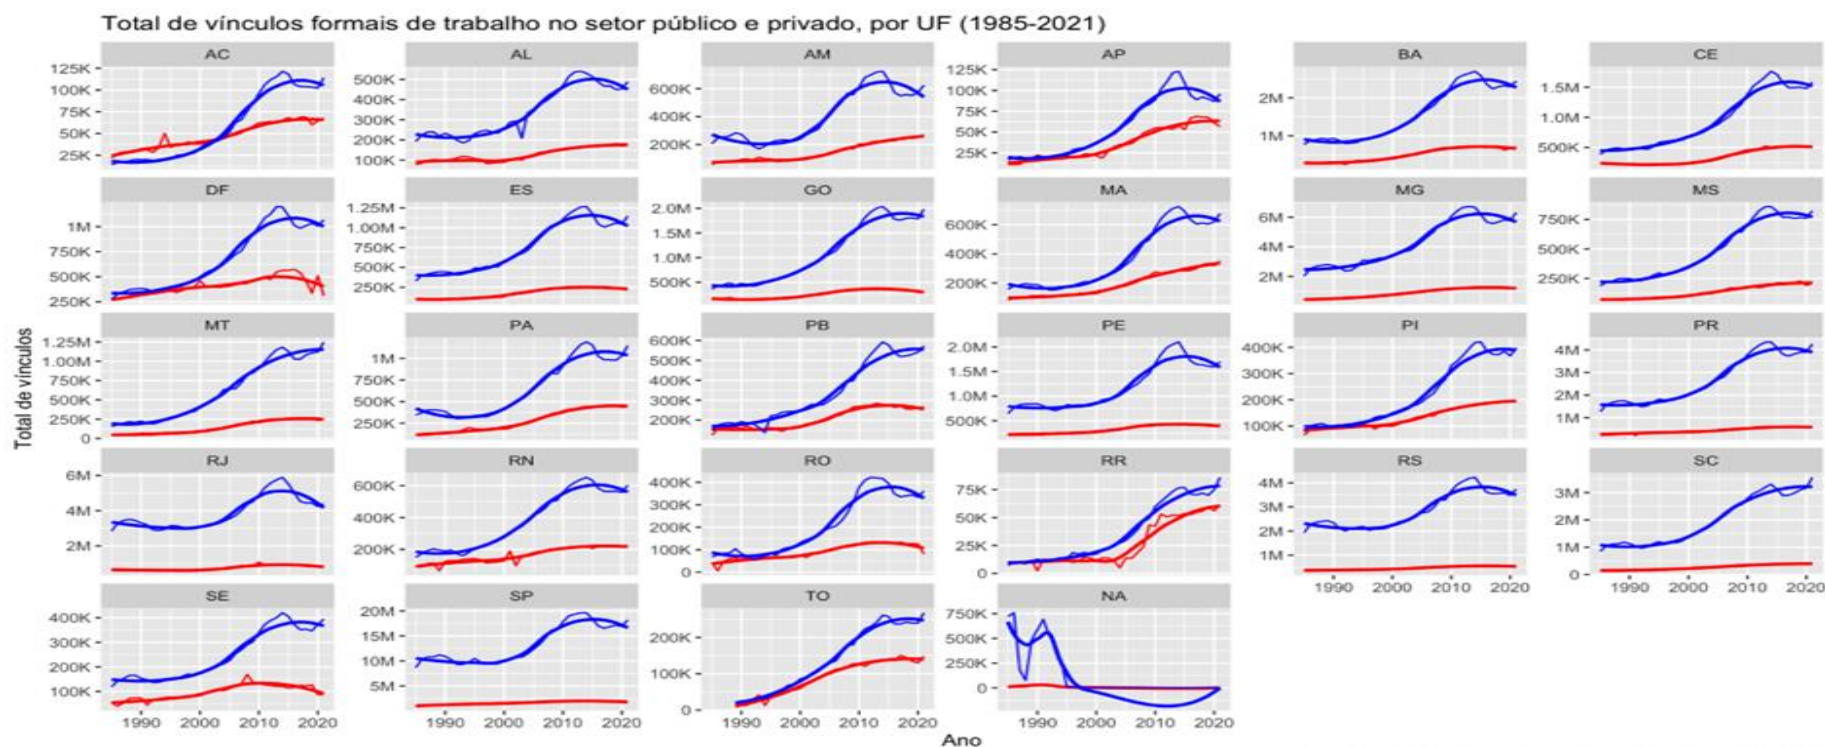 Total de vínculos formais de trabalho no setor público e privado, por UF (1985-2021)
AC AL AM AP BA CE
125K 100K 75K 50K 25K
500K 400K 300K 200K 100K
600K 400K 200K
125K 100K 75K 50K 25K
2M 1M
1.5M 1.0M 500K
DF ES GO MA MG MS
1M 750K 500K 250K
1.25M 1.00M 750K 500K 250K
2.0M 1.5M 1.0M 500K
600K 400K 200K
6M 4M 2M
750K 500K 250K
MT PA PB PE PI PR
1.25M 1.00M 750K 500K 250K 0
1M 750K 500K 250K
600K 500K 400K 300K 200K
2.0M 1.5M 1.0M 500K
400K 300K 200K 100K
4M 3M 2M 1M
RJ RN RO RR RS SC
6M 4M 2M
600K 400K 200K
400K 300K 200K 100K 0
75K 50K 25K 0
4M 3M 2M 1M
3M 2M 1M 0
1990 2000 2010 2020
1990 2000 2010 2020
SE SP TO NA
400K 300K 200K 100K
20M 15M 10M 5M
200K 100K 0
750K 500K 250K 0
1990 2000 2010 2020
1990 2000 2010 2020
1990 2000 2010 2020
1990 2000 2010 2020
Total de vínculos
Ano